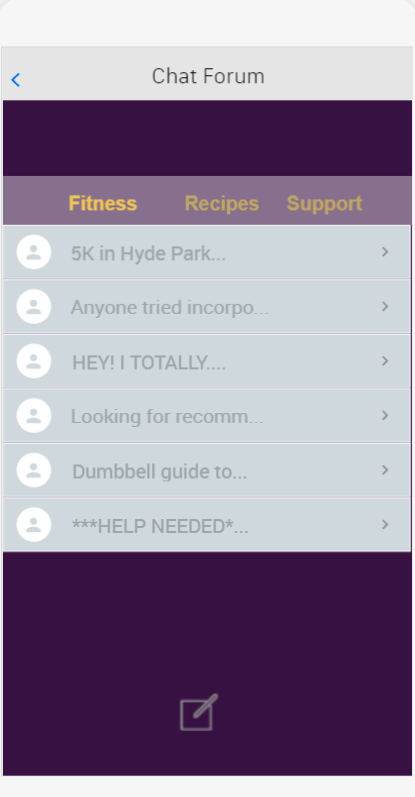 Chat Forum
Fitness Recipes Support
5K in Hyde Park...
Anyone tried incorpo...
HEY! I TOTALLY....
Looking for recomm...
Dumbbell guide to...
***HELP NEEDED*...